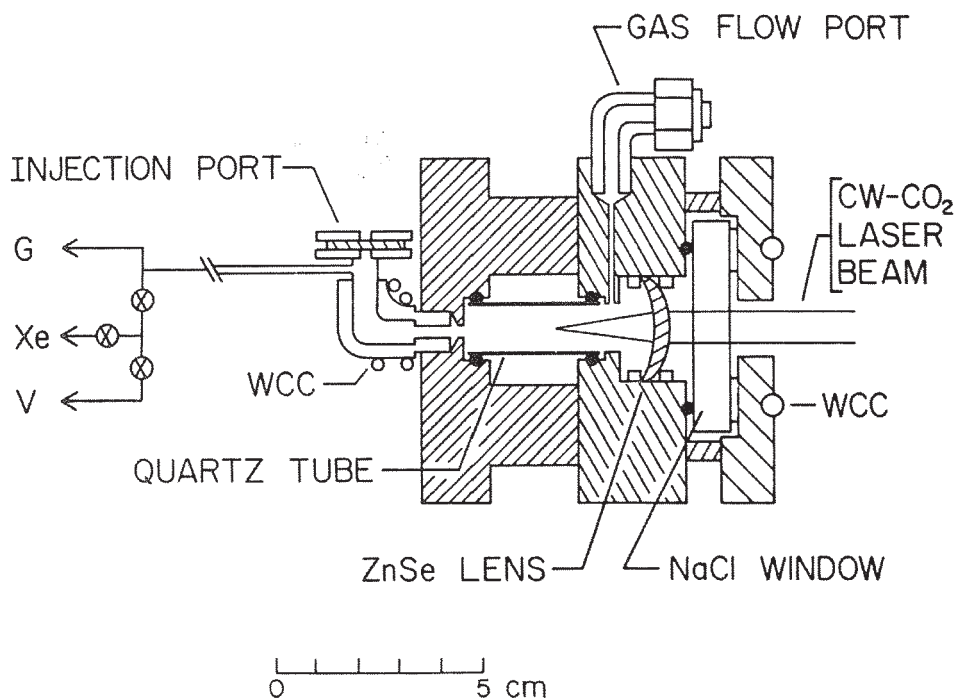 GAS FLOW PORT
INJECTION PORT
CW-CO₂
LASER
BEAM
G
Xe
V
WCC
WCC
QUARTZ TUBE
ZnSe LENS
NaCl WINDOW
0 5 cm